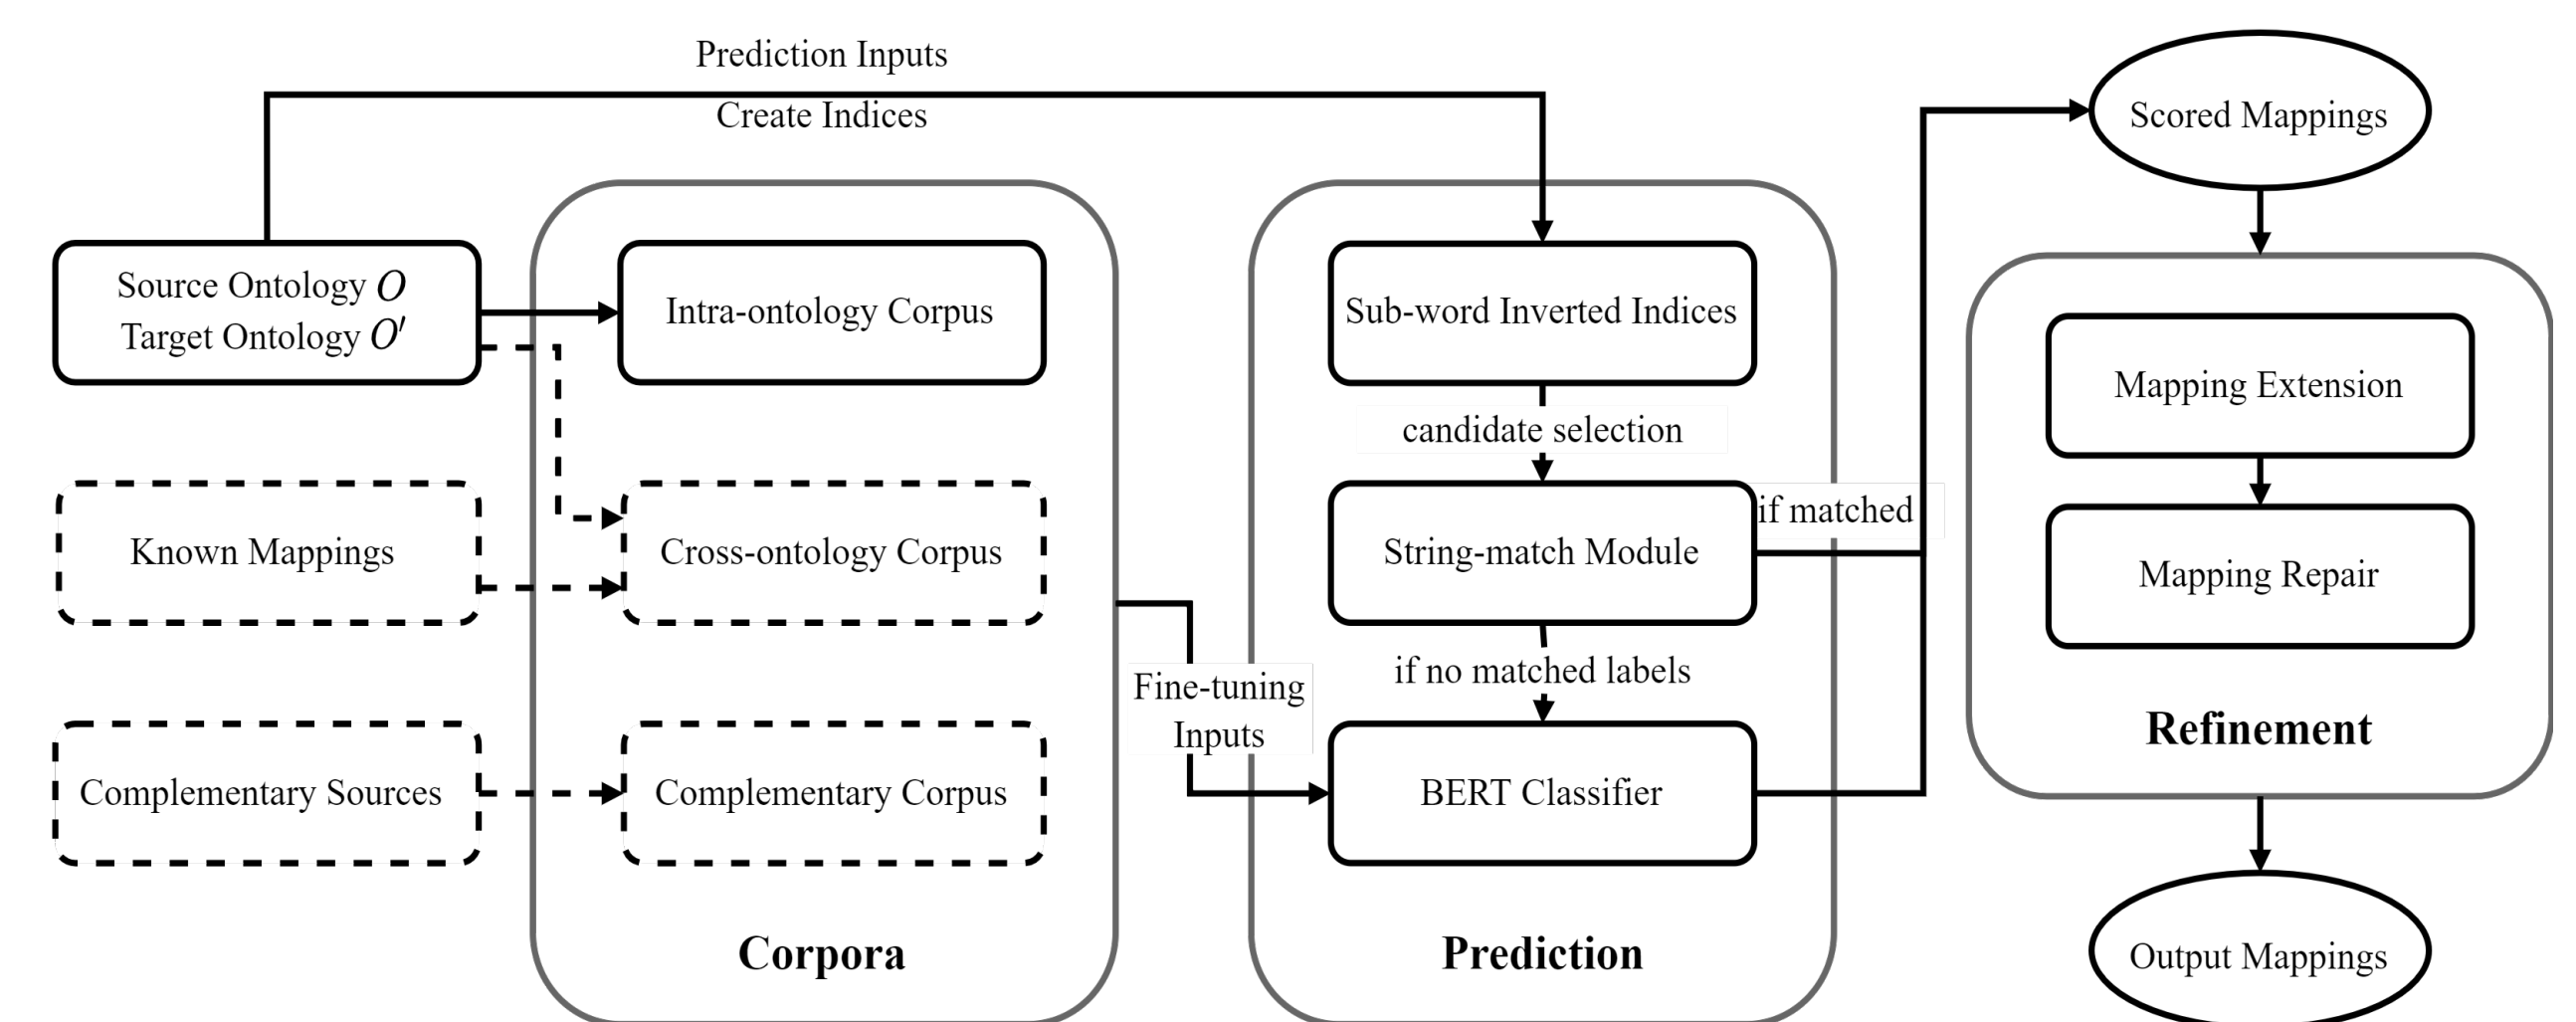 Prediction Inputs
Create Indices
Source Ontology O
Target Ontology O′
Known Mappings
Complementary Sources
Intra-ontology Corpus
Cross-ontology Corpus
Complementary Corpus
Corpora
Fine-tuning
Inputs
Sub-word Inverted Indices
candidate selection
String-match Module
if matched
if no matched labels
BERT Classifier
Prediction
Scored Mappings
Mapping Extension
Mapping Repair
Refinement
Output Mappings